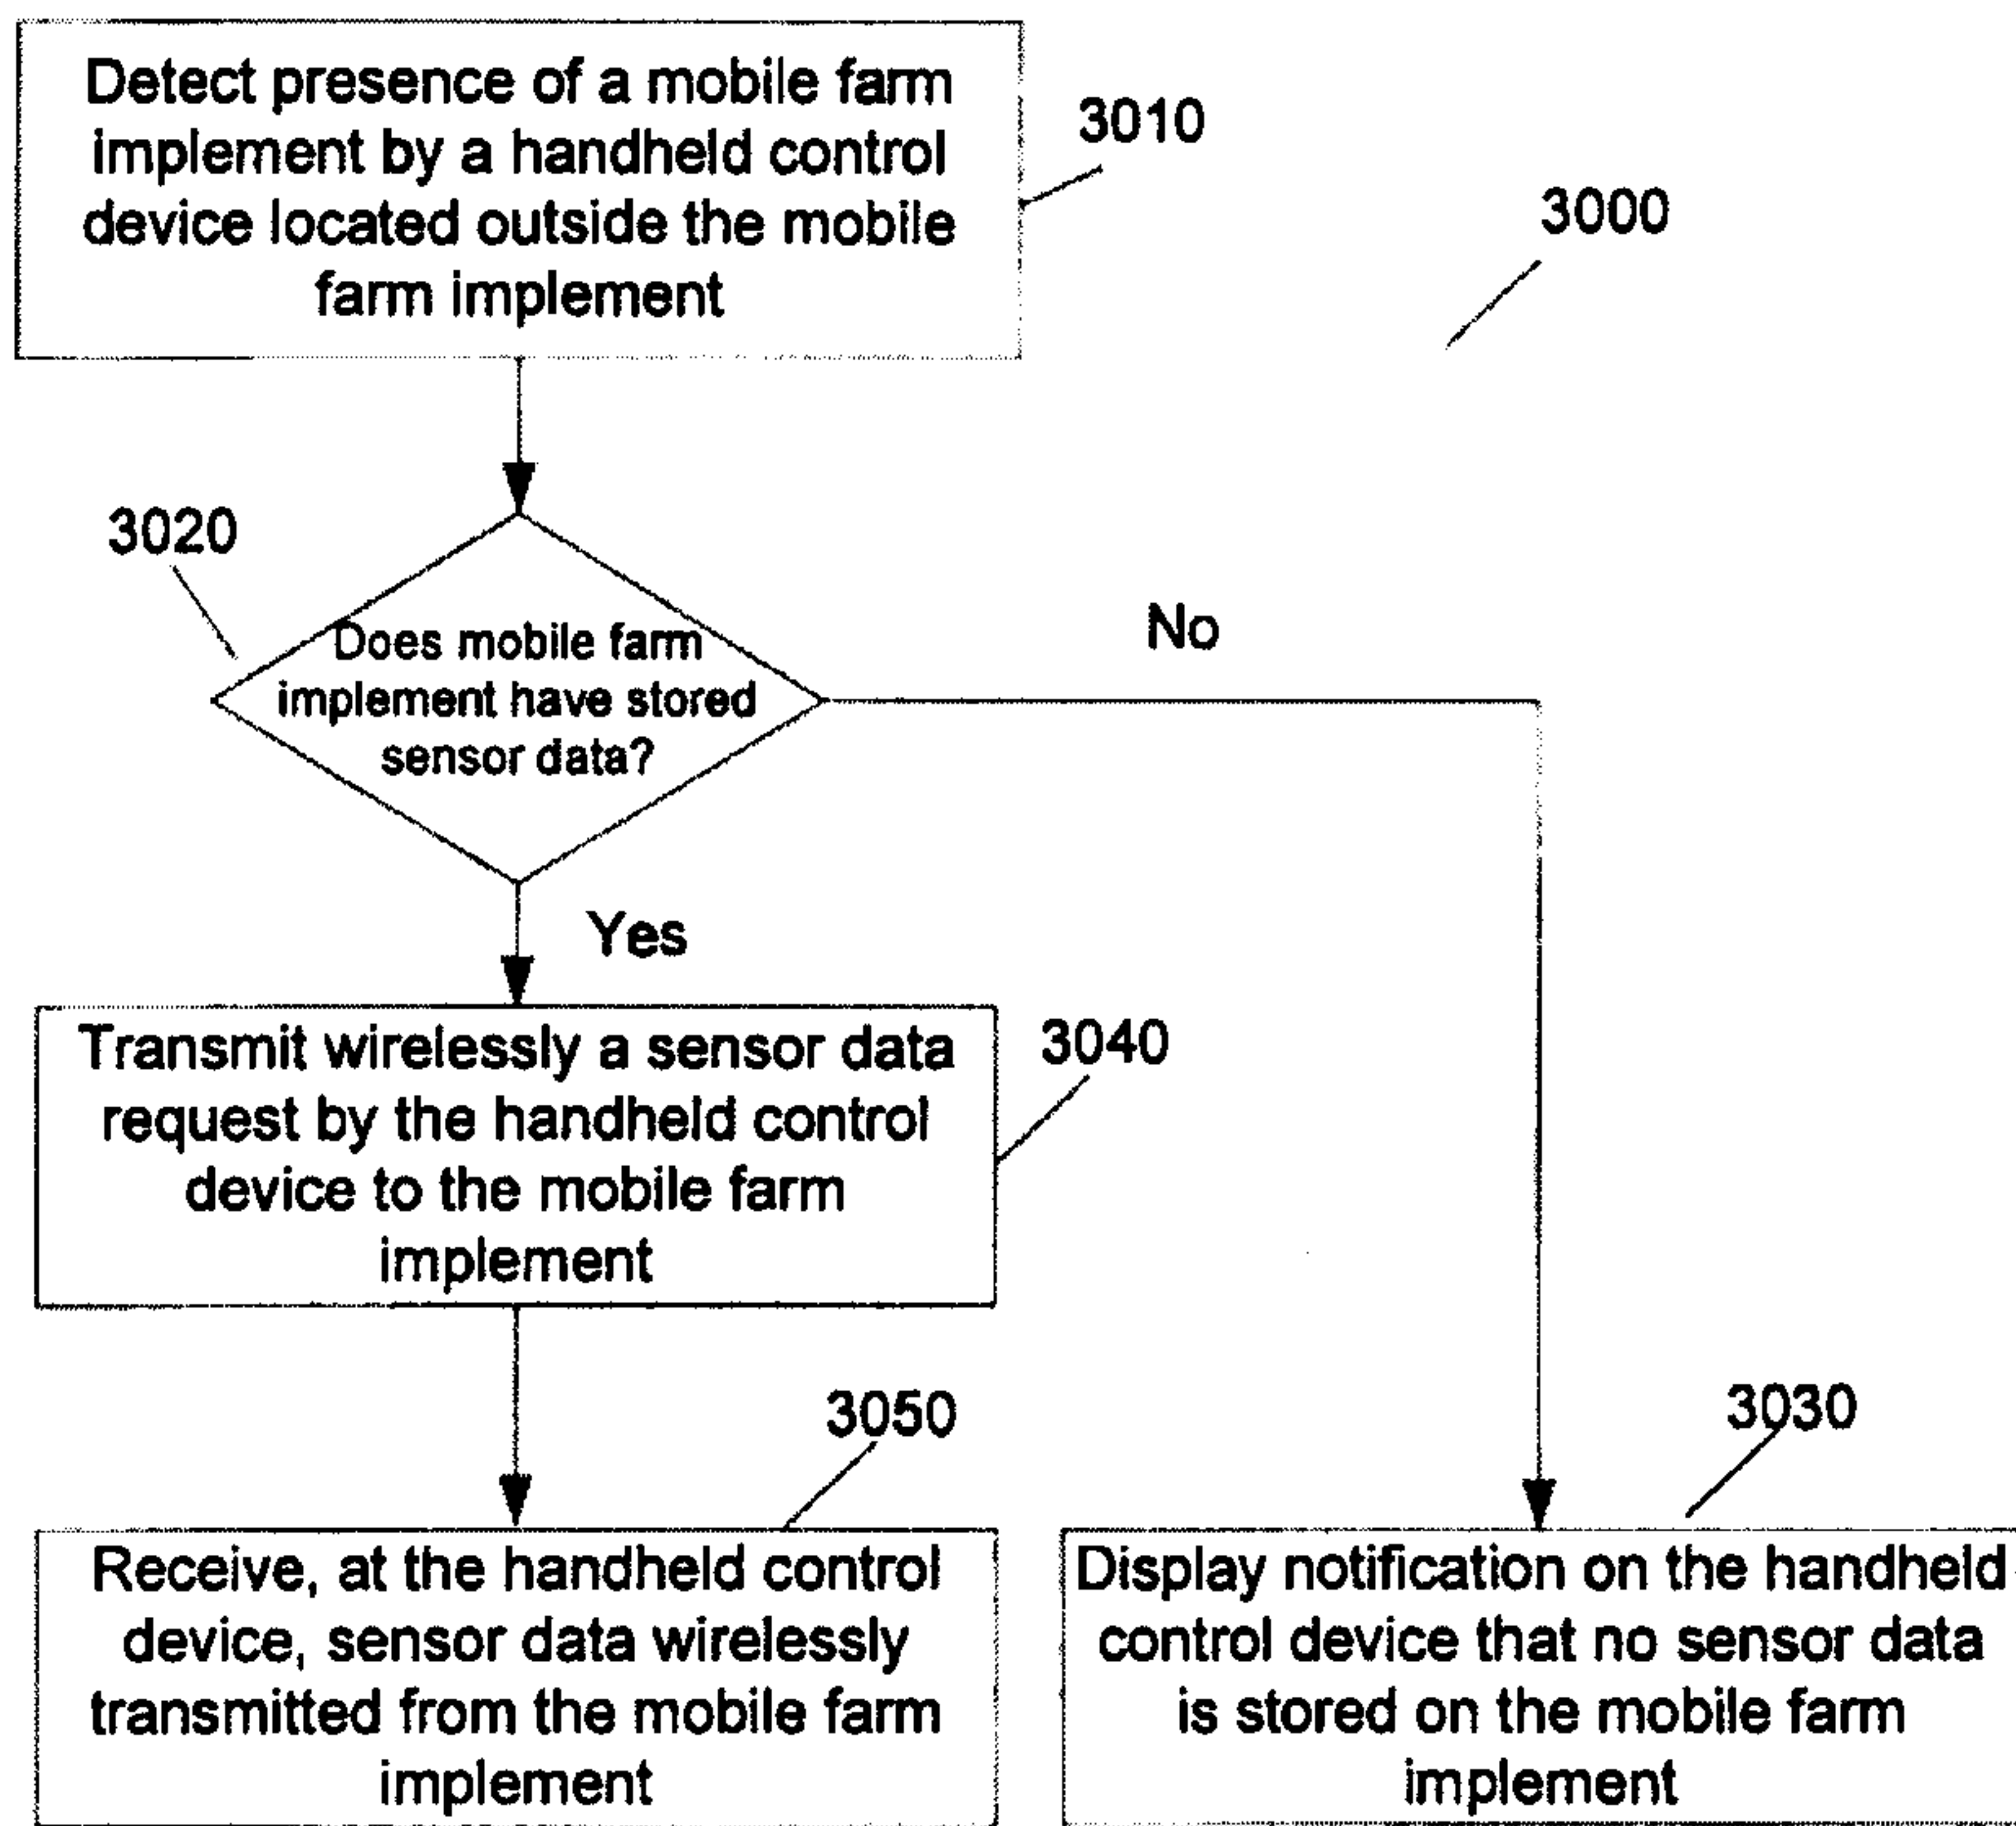 Detect presence of a mobile farm
implement by a handheld control
device located outside the mobile
farm implement
3010
3000
3020
Does mobile farm
implement have stored
sensor data?
No
Yes
Transmit wirelessly a sensor data
request by the handheld control
device to the mobile farm
implement
3040
3050
Receive, at the handheld control
device, sensor data wirelessly
transmitted from the mobile farm
implement
3030
Display notification on the handheld
control device that no sensor data
is stored on the mobile farm
implement